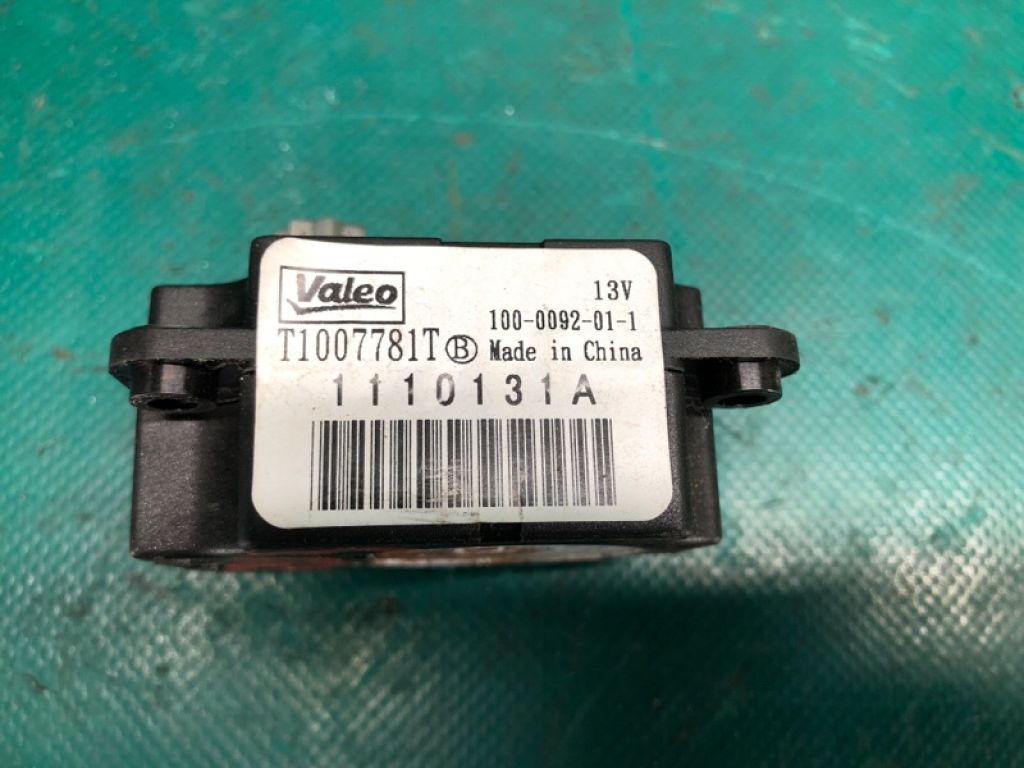 Valeo
13V
100-0092-01-1
T1007781T Ⓑ Made in China
1110131A